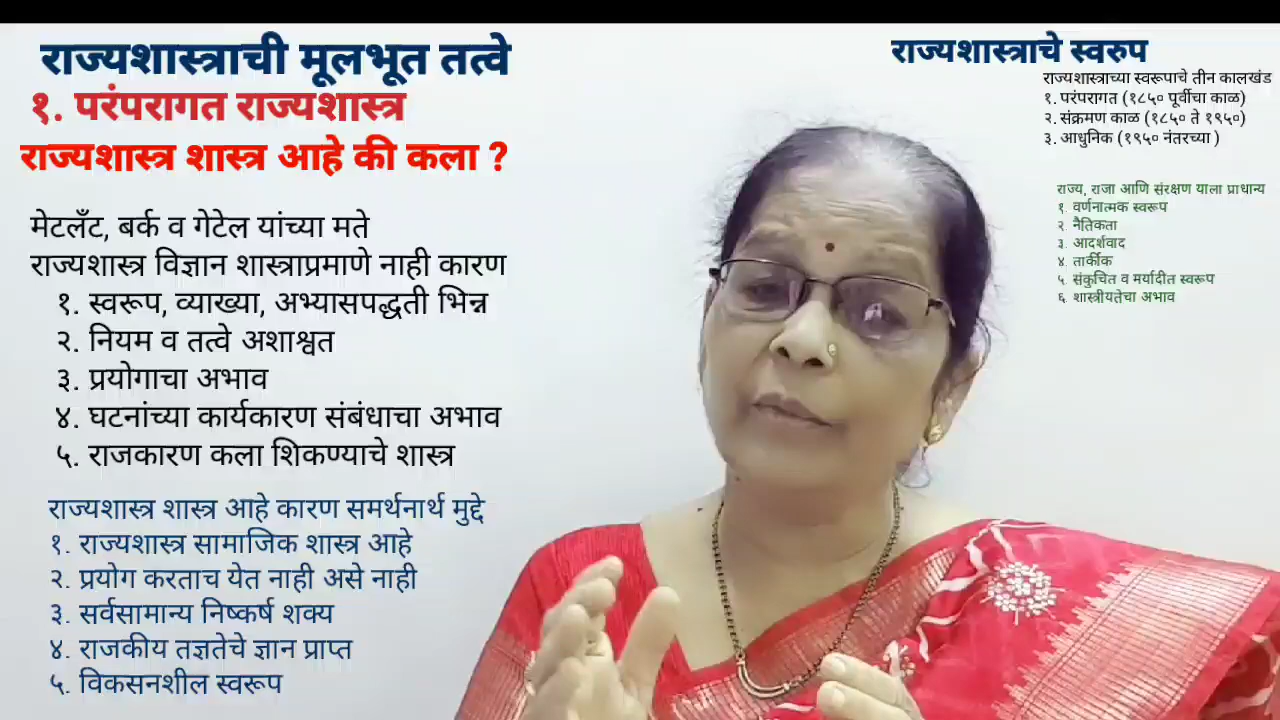 राज्यशास्त्राची मूलभूत तत्वे
१. परंपरागत राज्यशास्त्र
राज्यशास्त्र शास्त्र आहे की कला ?
मेटलँट, बर्क व गेटेल यांच्या मते
राज्यशास्त्र विज्ञान शास्त्राप्रमाणे नाही कारण
१. स्वरूप, व्याख्या, अभ्यासपद्धती भिन्न
२. नियम व तत्वे अशाश्वत
३. प्रयोगाचा अभाव
४. घटनांच्या कार्यकारण संबंधाचा अभाव
५. राजकारण कला शिकण्याचे शास्त्र
राज्यशास्त्र शास्त्र आहे कारण समर्थनार्थ मुद्दे
१. राज्यशास्त्र सामाजिक शास्त्र आहे
२. प्रयोग करताच येत नाही असे नाही
३. सर्वसामान्य निष्कर्ष शक्य
४. राजकीय तज्ञतेचे ज्ञान प्राप्त
५. विकसनशील स्वरूप
राज्यशास्त्राचे स्वरुप
राज्यशास्त्राच्या स्वरूपाचे तीन कालखंड
१. परंपरागत (१८५० पूर्वीचा काळ)
२. संक्रमण काळ (१८५० ते १९५०)
३. आधुनिक (१९५० नंतरच्या )
राज्य, राजा आणि संरक्षण याला प्राधान्य
१. वर्णनात्मक स्वरूप
२. नैतिकता
३. आदर्शवाद
४. तार्कीक
५. संकुचित व मर्यादीत स्वरूप
६. शास्त्रीयतेचा अभाव